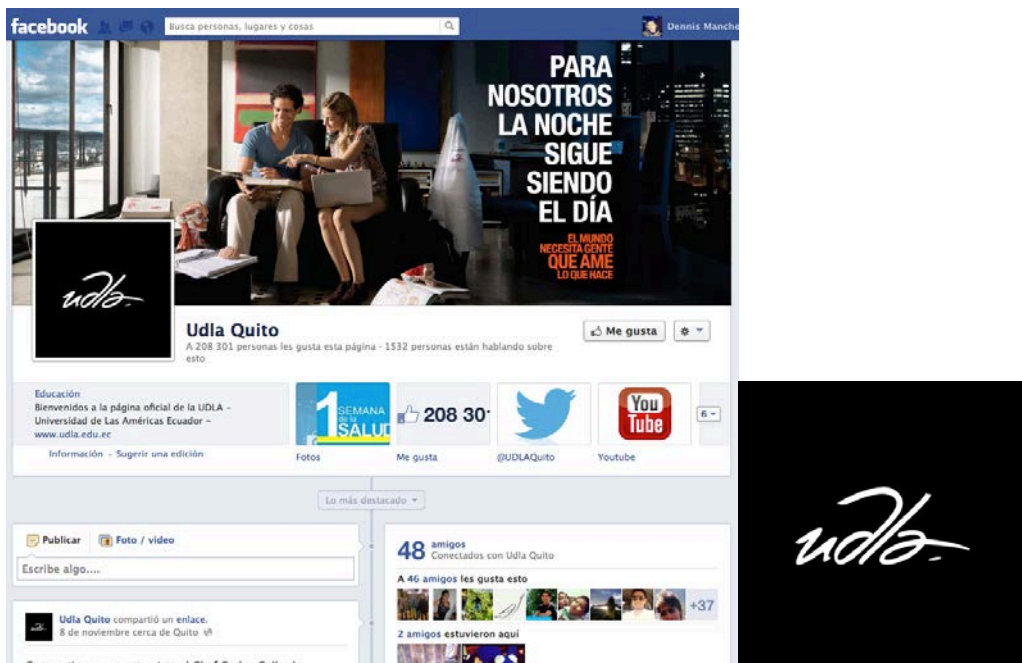 facebook
Busca personas, lugares y cosas
Dennis Manche
PARA
NOSOTROS
LA NOCHE
SIGUE
SIENDO
EL DÍA
EL MUNDO
NECESITA GENTE
QUE AME
LO QUE HACE
udla-
Udla Quito
A 208 301 personas les gusta esta página · 1532 personas están hablando sobre
esto
Me gusta
Educación
Bienvenidos a la página oficial de la UDLA –
Universidad de Las Américas Ecuador –
www.udla.edu.ec
Información – Sugerir una edición
1 SEMANA
de la
SALUD
Fotos
208 30
Me gusta
@UDLAQuito
You
Tube
Youtube
6
Lo más destacado
Publicar
Foto / video
Escribe algo....
Udla Quito compartió un enlace.
8 de noviembre cerca de Quito
48 amigos
Conectados con Udla Quito
A 46 amigos les gusta esto
+37
2 amigos estuvieron aquí
udla-